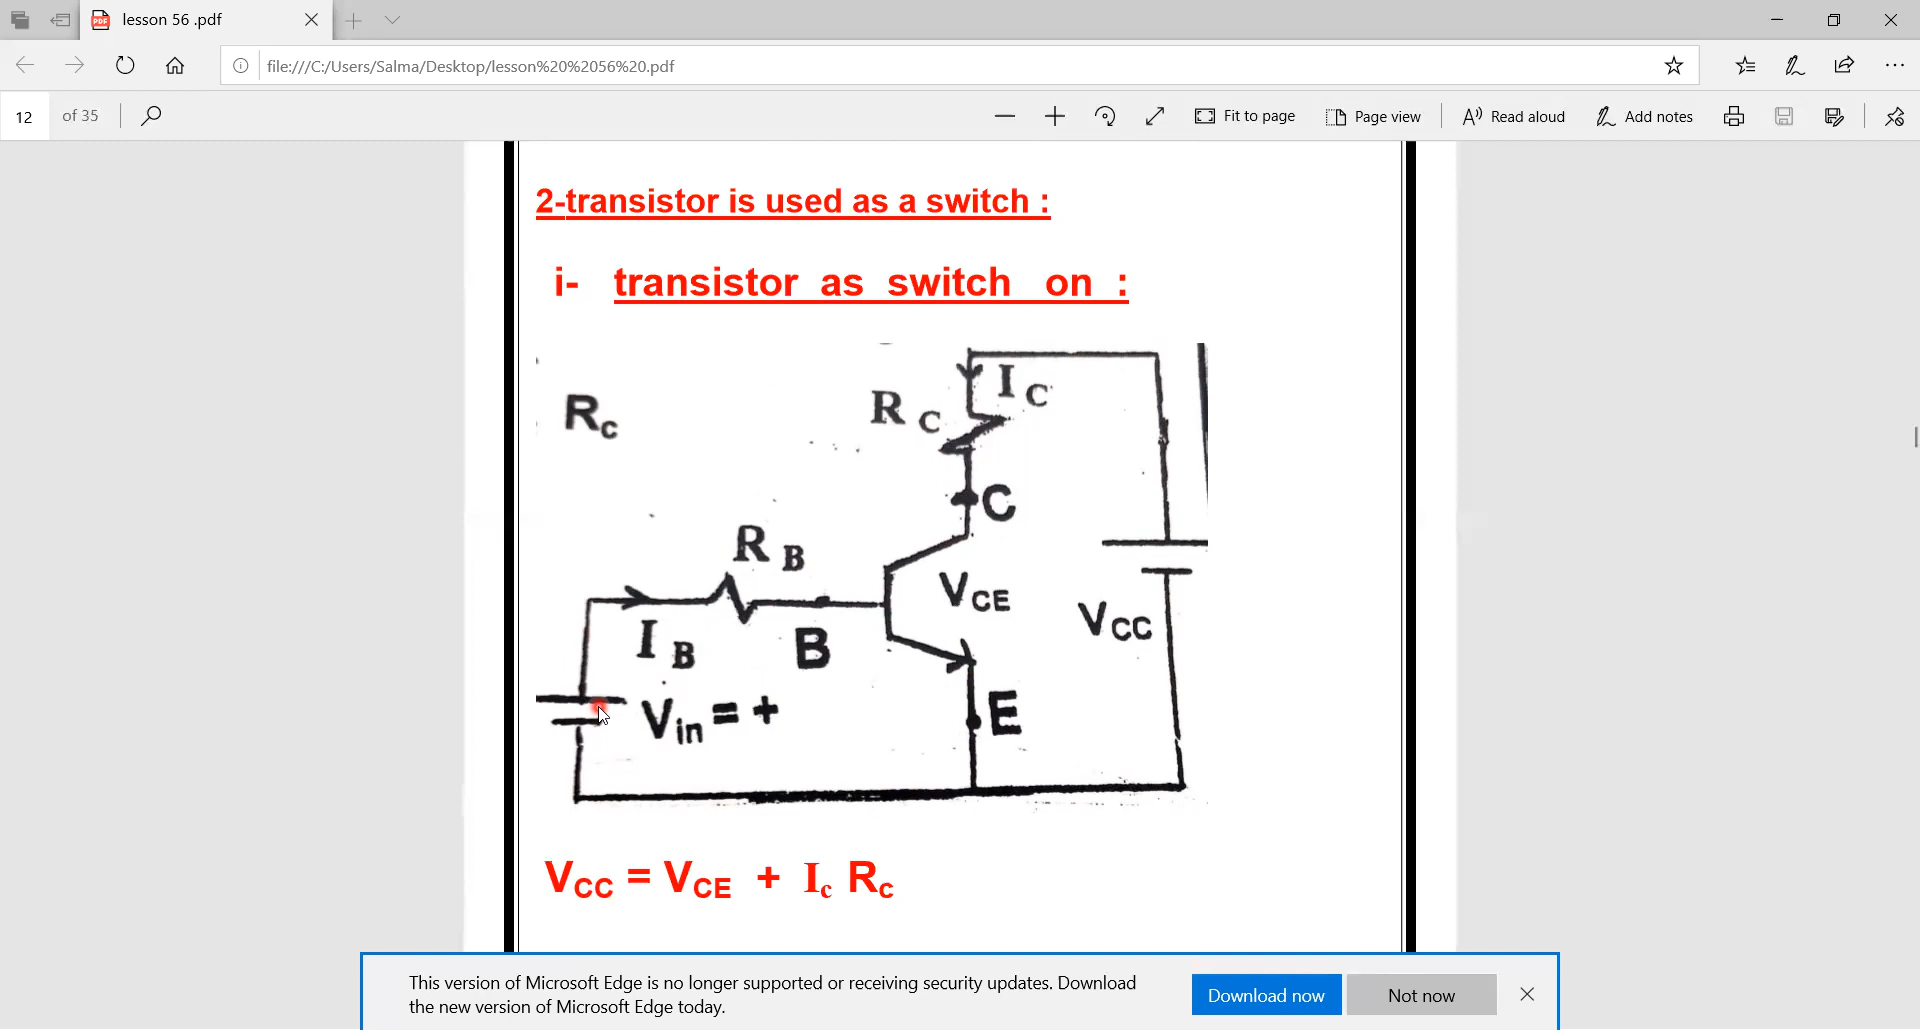 lesson 56 .pdf
file:///C:/Users/Salma/Desktop/lesson%20%2056%20.pdf
12 of 35
Fit to page
Page view
Read aloud
Add notes
2-transistor is used as a switch :
i- transistor as switch on :
Rc
R C
I C
C
R B
VCE
VCC
I B
B
Vin = +
E
VCC = VCE + Ic Rc
This version of Microsoft Edge is no longer supported or receiving security updates. Download
the new version of Microsoft Edge today.
Download now
Not now